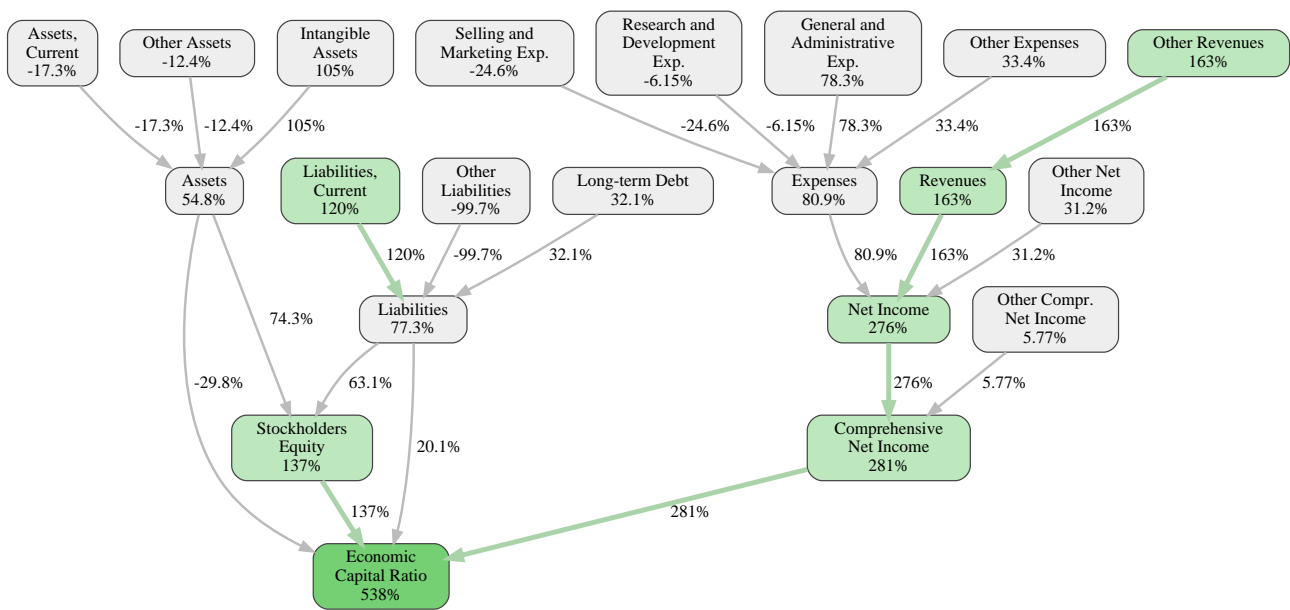 Assets,
Current
-17.3%
Other Assets
-12.4%
Intangible
Assets
105%
Selling and
Marketing Exp.
-24.6%
Research and
Development
Exp.
-6.15%
General and
Administrative
Exp.
78.3%
Other Expenses
33.4%
Other Revenues
163%
-17.3%
-12.4%
105%
-24.6%
-6.15%
78.3%
33.4%
163%
Assets
54.8%
Liabilities,
Current
120%
Other
Liabilities
-99.7%
Long-term Debt
32.1%
Expenses
80.9%
Revenues
163%
Other Net
Income
31.2%
120%
-99.7%
32.1%
80.9%
163%
31.2%
74.3%
Liabilities
77.3%
Net Income
276%
Other Compr.
Net Income
5.77%
-29.8%
63.1%
276%
5.77%
Stockholders
Equity
137%
20.1%
Comprehensive
Net Income
281%
137%
281%
Economic
Capital Ratio
538%